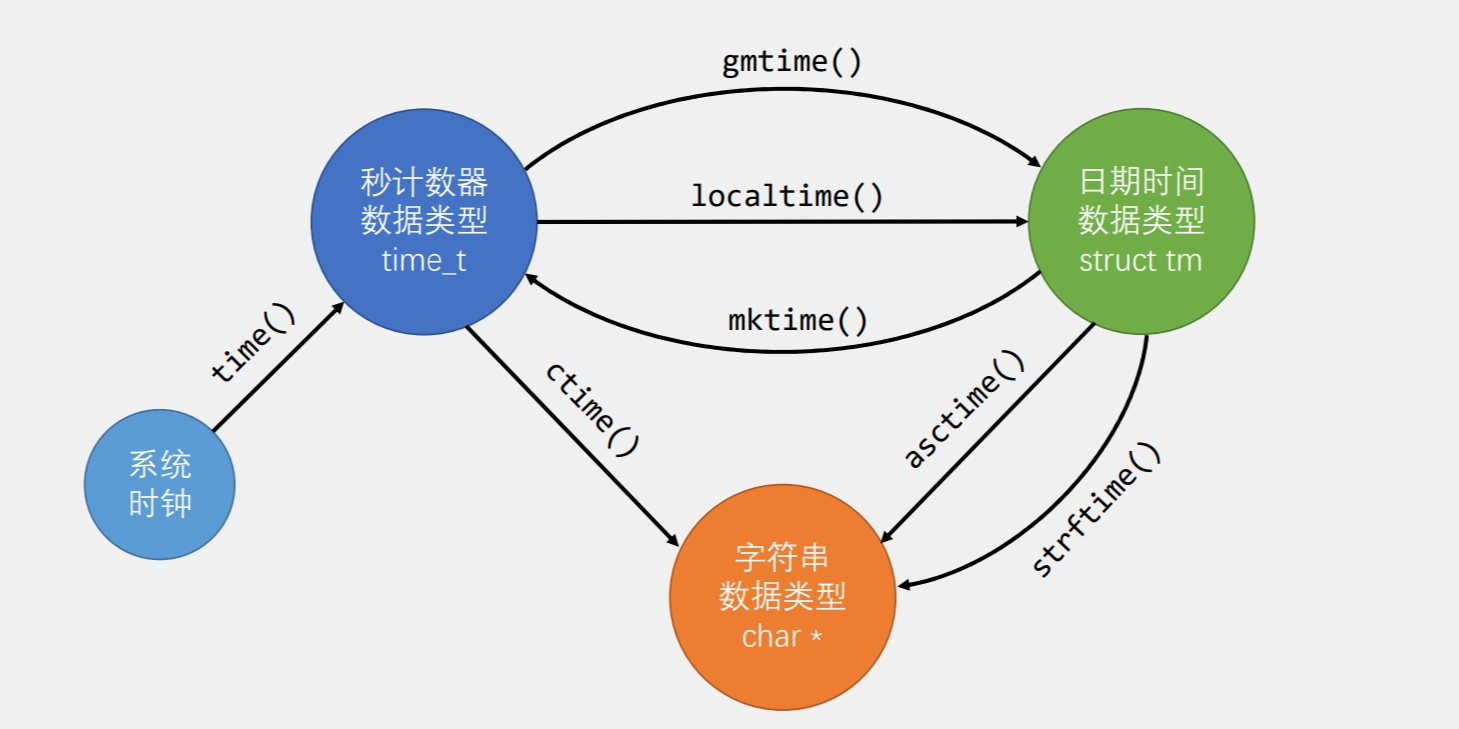 gmtime()
秒计数器
数据类型
time_t
localtime()
日期时间
数据类型
struct tm
mktime()
time()
ctime()
asctime()
strftime()
系统
时钟
字符串
数据类型
char *